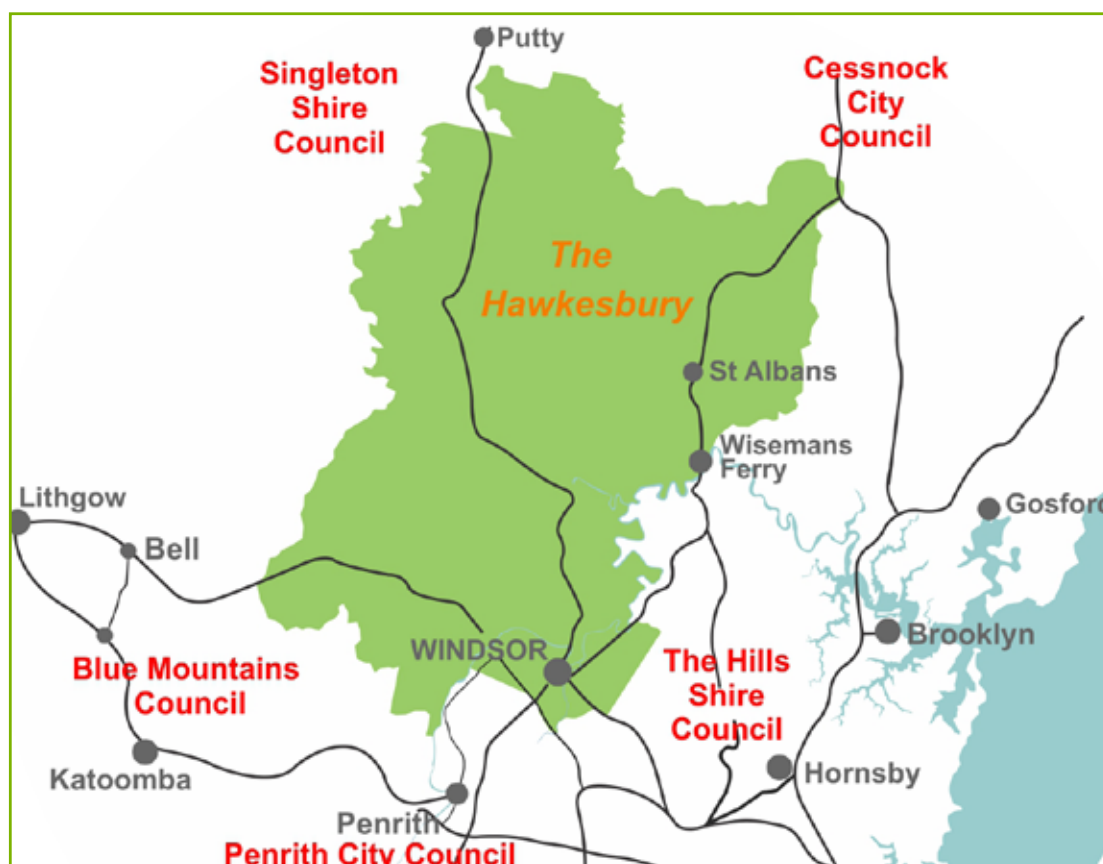 Putty
Singleton
Shire
Council
Cessnock
City
Council
The
Hawkesbury
St Albans
Wisemans
Ferry
Lithgow
Bell
Gosford
WINDSOR
Brooklyn
Blue Mountains
Council
The Hills
Shire
Council
Katoomba
Hornsby
Penrith
Penrith City Council